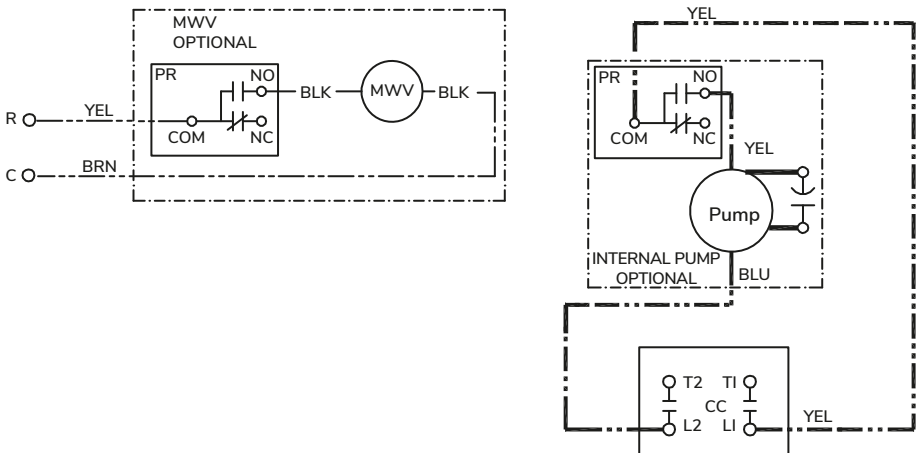 MWV
OPTIONAL
PR
NO
BLK
MWV
BLK
R
YEL
COM
NC
C
BRN
YEL
PR
NO
COM
NC
YEL
Pump
INTERNAL PUMP
OPTIONAL
BLU
T2
TI
CC
L2
LI
YEL